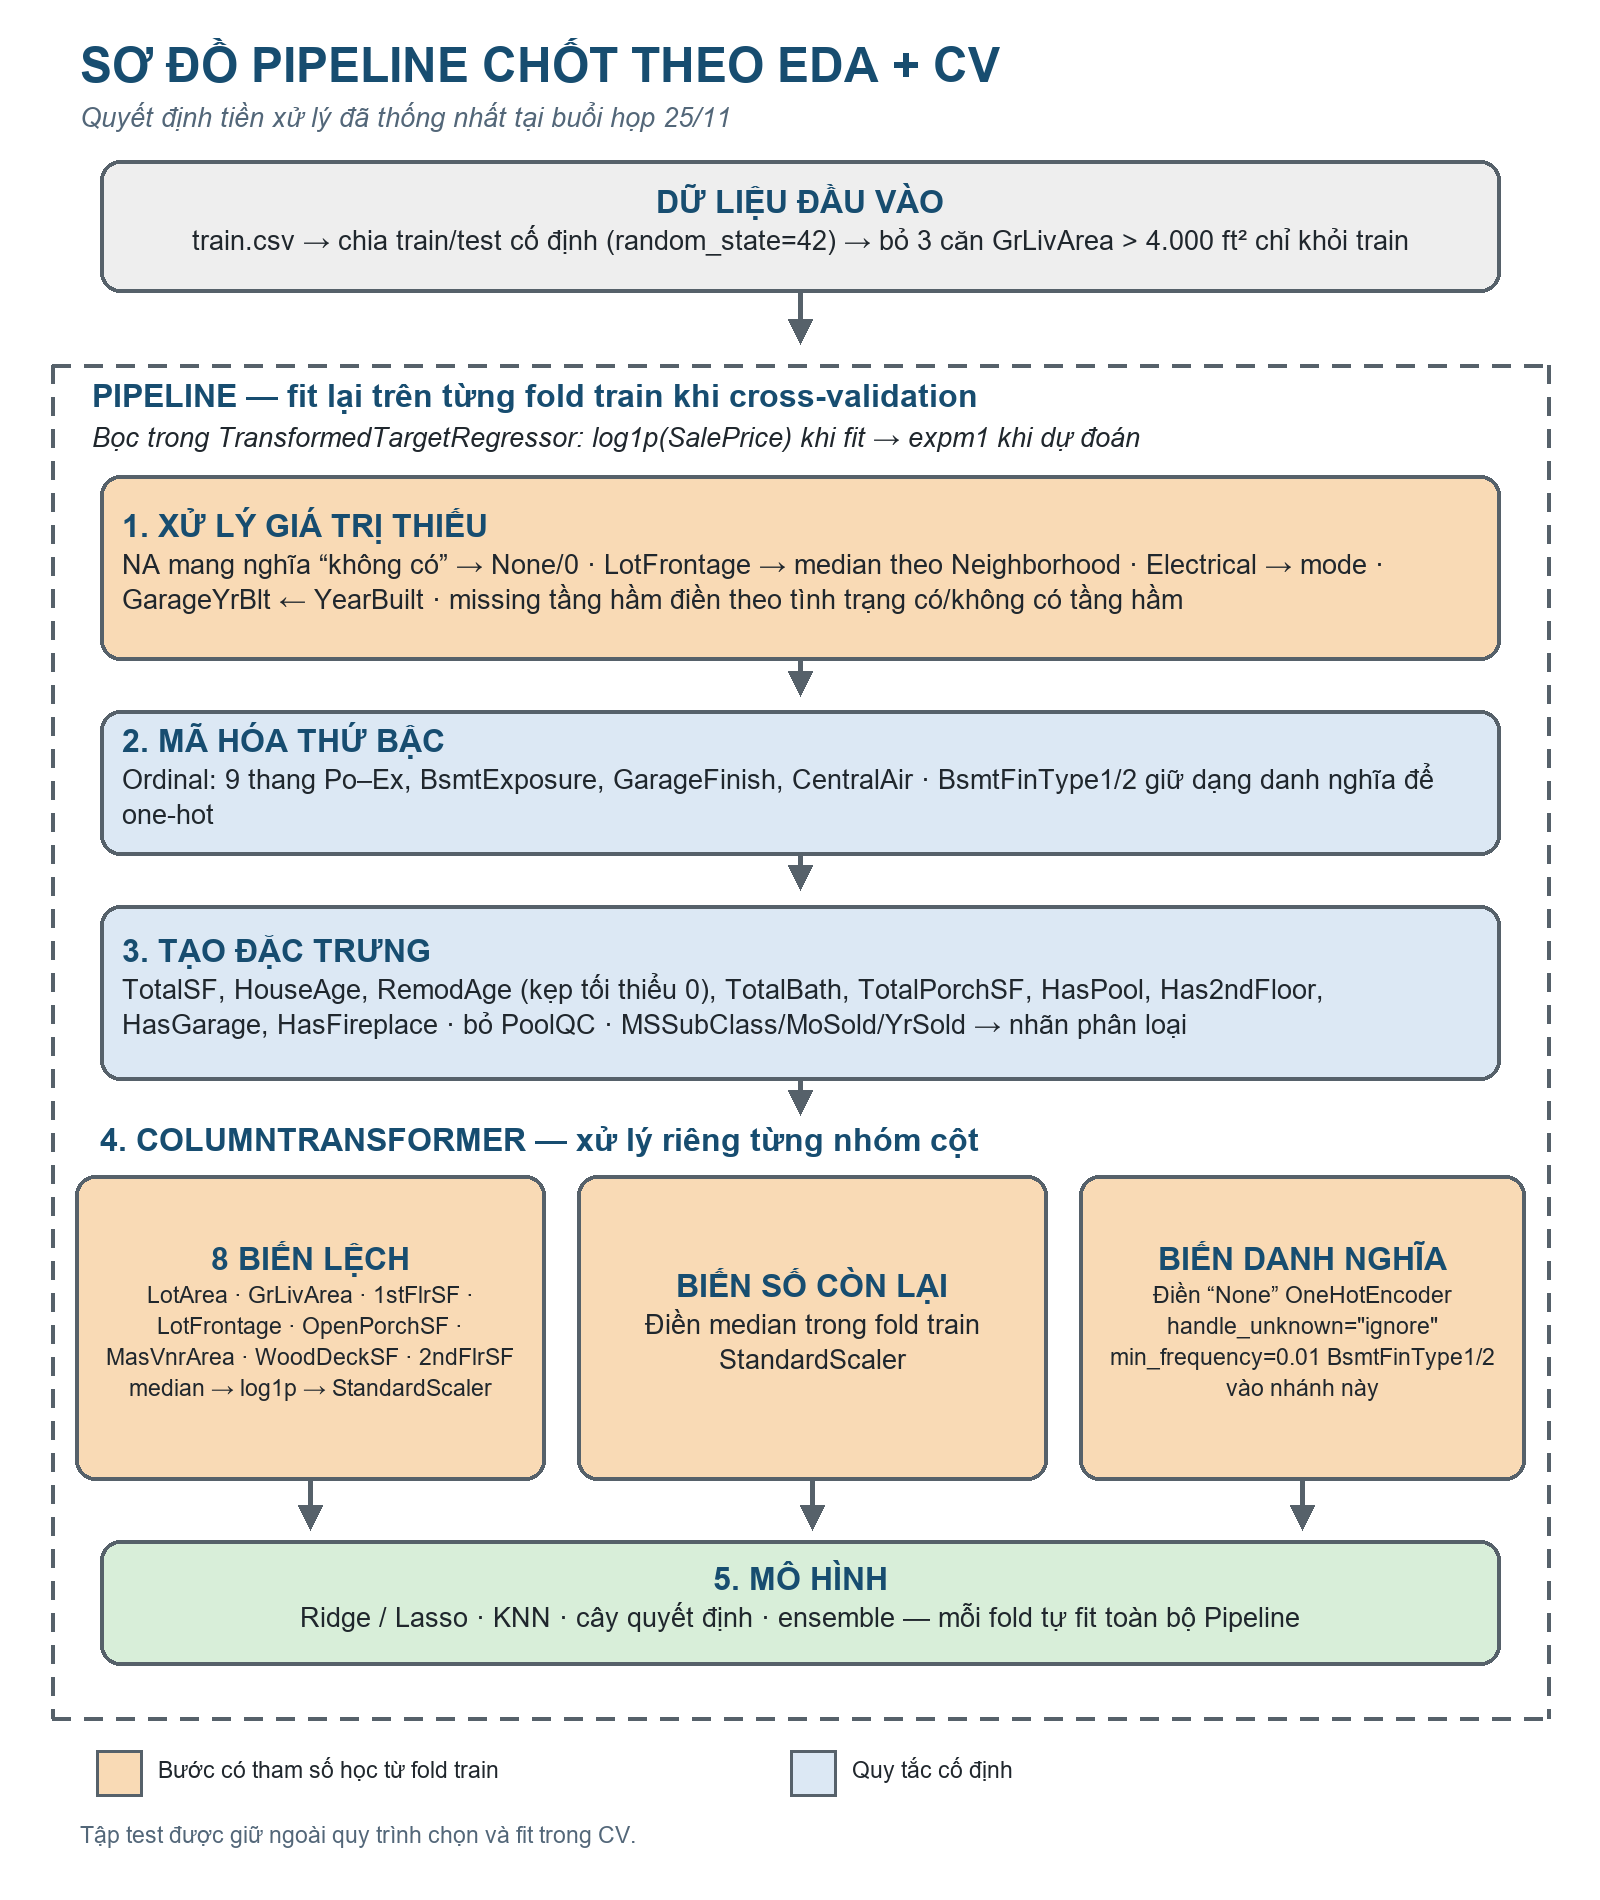 SƠ ĐỒ PIPELINE CHỐT THEO EDA + CV
Quyết định tiền xử lý đã thống nhất tại buổi họp 25/11
DỮ LIỆU ĐẦU VÀO
train.csv → chia train/test cố định (random_state=42) → bỏ 3 căn GrLivArea > 4.000 ft² chỉ khỏi train
PIPELINE — fit lại trên từng fold train khi cross-validation
Bọc trong TransformedTargetRegressor: log1p(SalePrice) khi fit → expm1 khi dự đoán
1. XỬ LÝ GIÁ TRỊ THIẾU
NA mang nghĩa “không có” → None/0 · LotFrontage → median theo Neighborhood · Electrical → mode ·
GarageYrBlt ← YearBuilt · missing tầng hầm điền theo tình trạng có/không có tầng hầm
2. MÃ HÓA THỨ BẬC
Ordinal: 9 thang Po–Ex, BsmtExposure, GarageFinish, CentralAir · BsmtFinType1/2 giữ dạng danh nghĩa để
one-hot
3. TẠO ĐẶC TRƯNG
TotalSF, HouseAge, RemodAge (kẹp tối thiểu 0), TotalBath, TotalPorchSF, HasPool, Has2ndFloor,
HasGarage, HasFireplace · bỏ PoolQC · MSSubClass/MoSold/YrSold → nhãn phân loại
4. COLUMNTRANSFORMER — xử lý riêng từng nhóm cột
8 BIẾN LỆCH
LotArea · GrLivArea · 1stFlrSF ·
LotFrontage · OpenPorchSF ·
MasVnrArea · WoodDeckSF · 2ndFlrSF
median → log1p → StandardScaler
BIẾN SỐ CÒN LẠI
Điền median trong fold train
StandardScaler
BIẾN DANH NGHĨA
Điền “None” OneHotEncoder
handle_unknown="ignore"
min_frequency=0.01 BsmtFinType1/2
vào nhánh này
5. MÔ HÌNH
Ridge / Lasso · KNN · cây quyết định · ensemble — mỗi fold tự fit toàn bộ Pipeline
Bước có tham số học từ fold train
Quy tắc cố định
Tập test được giữ ngoài quy trình chọn và fit trong CV.